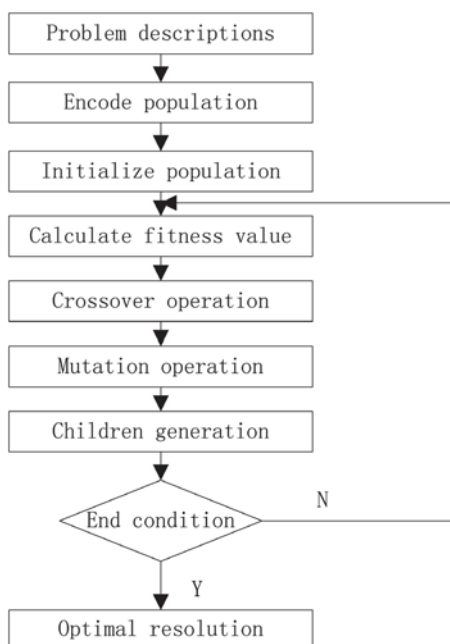 Problem descriptions
Encode population
Initialize population
Calculate fitness value
Crossover operation
Mutation operation
Children generation
End condition
N
Y
Optimal resolution